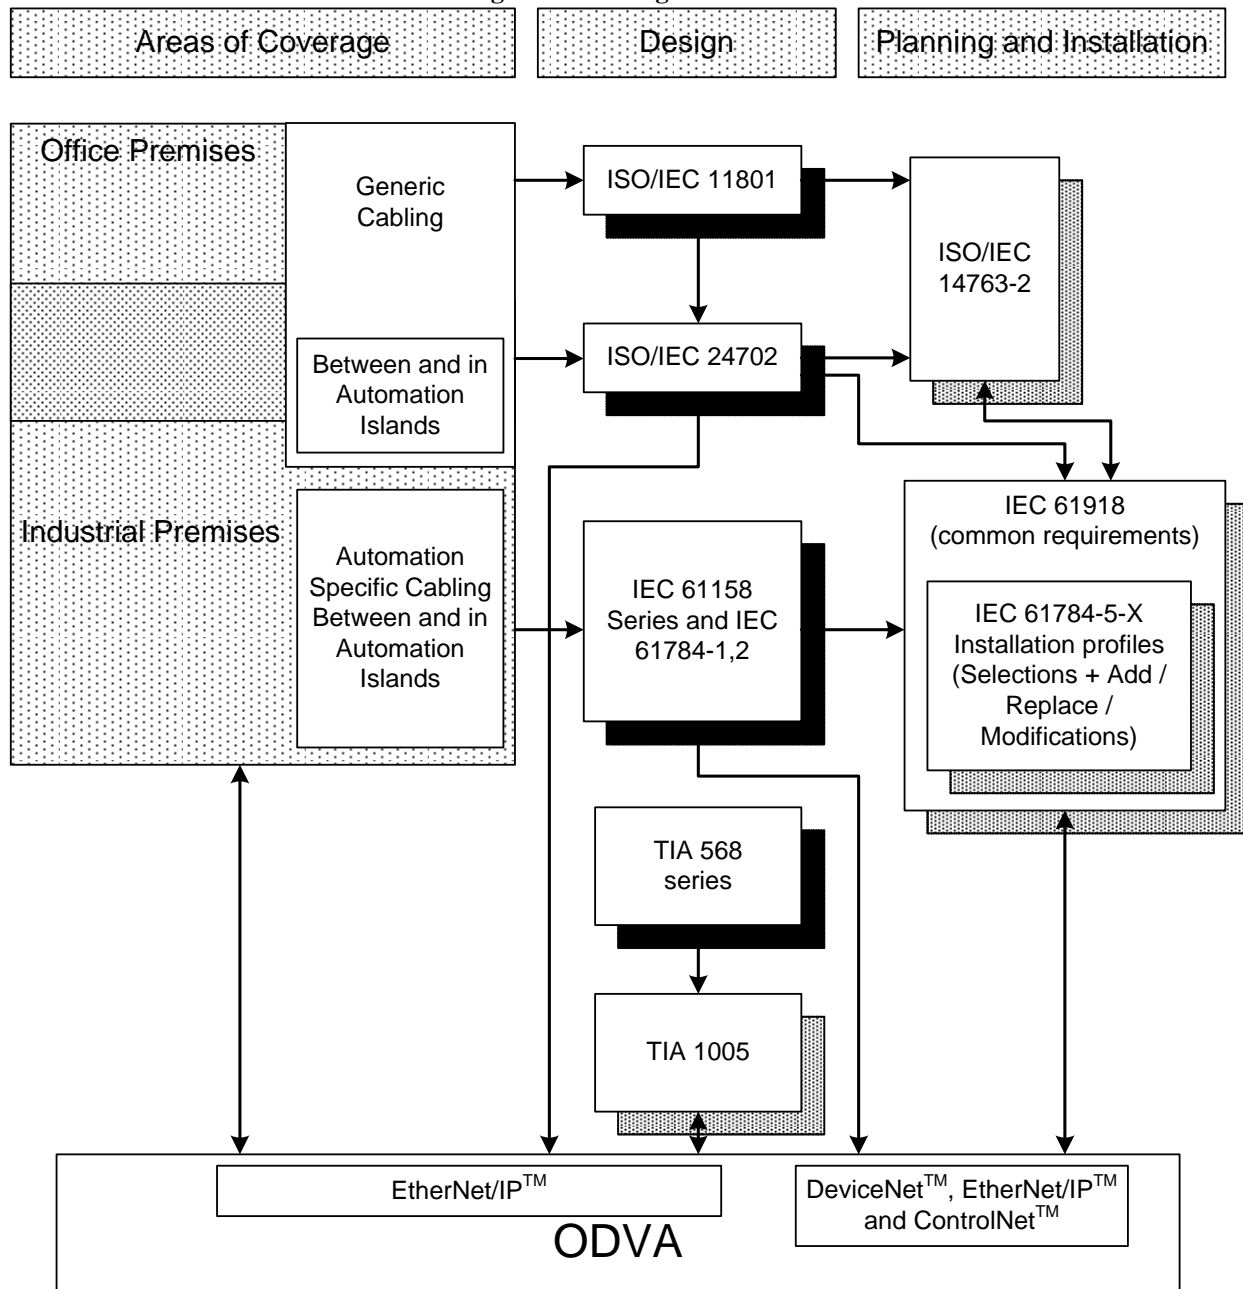 Areas of Coverage
Design
Planning and Installation
Office Premises
Generic
Cabling
Between and in
Automation
Islands
Industrial Premises
Automation
Specific Cabling
Between and in
Automation
Islands
ISO/IEC 11801
ISO/IEC 24702
IEC 61158
Series and IEC
61784-1,2
TIA 568
series
TIA 1005
ISO/IEC
14763-2
IEC 61918
(common requirements)
IEC 61784-5-X
Installation profiles
(Selections + Add /
Replace /
Modifications)
EtherNet/IP™
DeviceNet™, EtherNet/IP™
and ControlNet™
ODVA